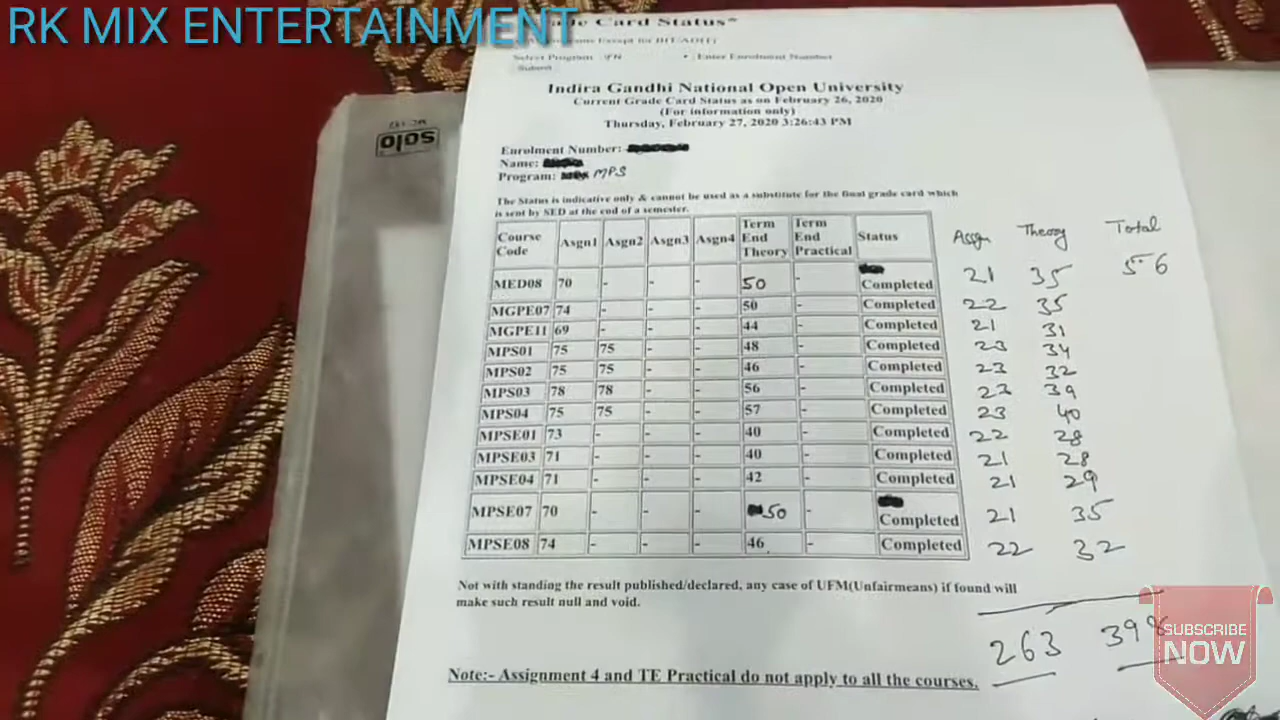 RK MIX ENTERTAINMENT
Card Status*
Select Program : • Enter Enrolment Number
Submit
Indira Gandhi National Open University
Current Grade Card Status as on February 26, 2020
(For information only)
Thursday, February 27, 2020 3:26:43 PM
solo
Enrolment Number:
Name:
Program: MPS
The Status is indicative only & cannot be used as a substitute for the final grade card which
is sent by SED at the end of a semester.
Course Code Asgn1 Asgn2 Asgn3 Asgn4 Term End Theory Term End Practical Status Assgn Theory Total
MED08 70 - - - 50 - Completed 21 35 56
MGPE07 74 - - - 50 - Completed 22 35
MGPE11 69 - - - 44 - Completed 21 31
MPS01 75 75 - - 48 - Completed 23 34
MPS02 75 75 - - 46 - Completed 23 32
MPS03 78 78 - - 56 - Completed 23 39
MPS04 75 75 - - 57 - Completed 23 40
MPSE01 73 - - - 40 - Completed 22 28
MPSE03 71 - - - 40 - Completed 21 28
MPSE04 71 - - - 42 - Completed 21 29
MPSE07 70 - - - 50 - Completed 21 35
MPSE08 74 - - - 46 - Completed 22 32
Not with standing the result published/declared, any case of UFM(Unfairmeans) if found will
make such result null and void.
263 398
SUBSCRIBE
NOW
Note:- Assignment 4 and TE Practical do not apply to all the courses.